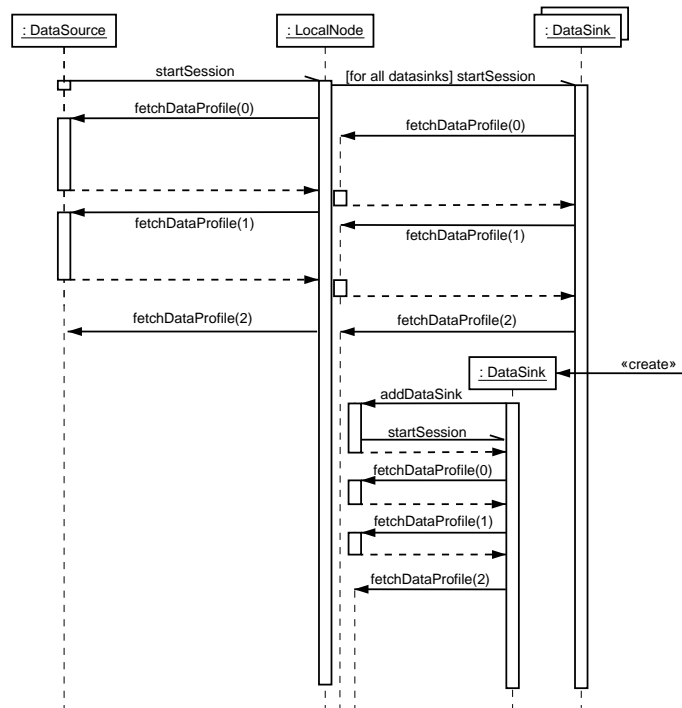 : DataSource
: LocalNode
: DataSink
startSession
[for all datasinks] startSession
fetchDataProfile(0)
fetchDataProfile(0)
fetchDataProfile(1)
fetchDataProfile(1)
fetchDataProfile(2)
fetchDataProfile(2)
«create»
: DataSink
addDataSink
startSession
fetchDataProfile(0)
fetchDataProfile(1)
fetchDataProfile(2)